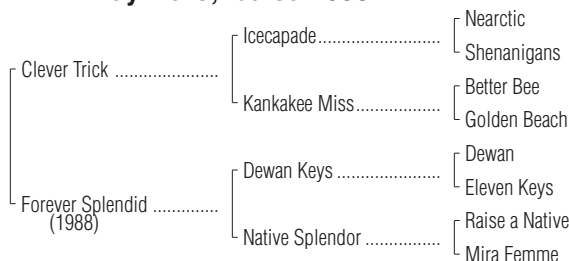 Nearctic
Icecapade........................
Shenanigans
Clever Trick .....................
Better Bee
Kankakee Miss.................
Golden Beach
Dewan
Dewan Keys .....................
Eleven Keys
Forever Splendid .............
(1988)
Raise a Native
Native Splendor ...............
Mira Femme